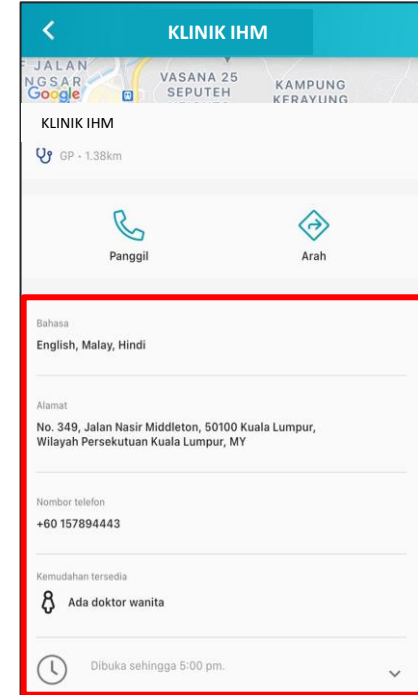 KLINIK IHM
JALAN
NGSAR
VASANA 25
SEPUTEH
KAMPUNG
KERAYUNG
Google
KLINIK IHM
GP • 1.38km
Panggil
Arah
Bahasa
English, Malay, Hindi
Alamat
No. 349, Jalan Nasir Middleton, 50100 Kuala Lumpur,
Wilayah Persekutuan Kuala Lumpur, MY
Nombor telefon
+60 157894443
Kemudahan tersedia
Ada doktor wanita
Dibuka sehingga 5:00 pm.